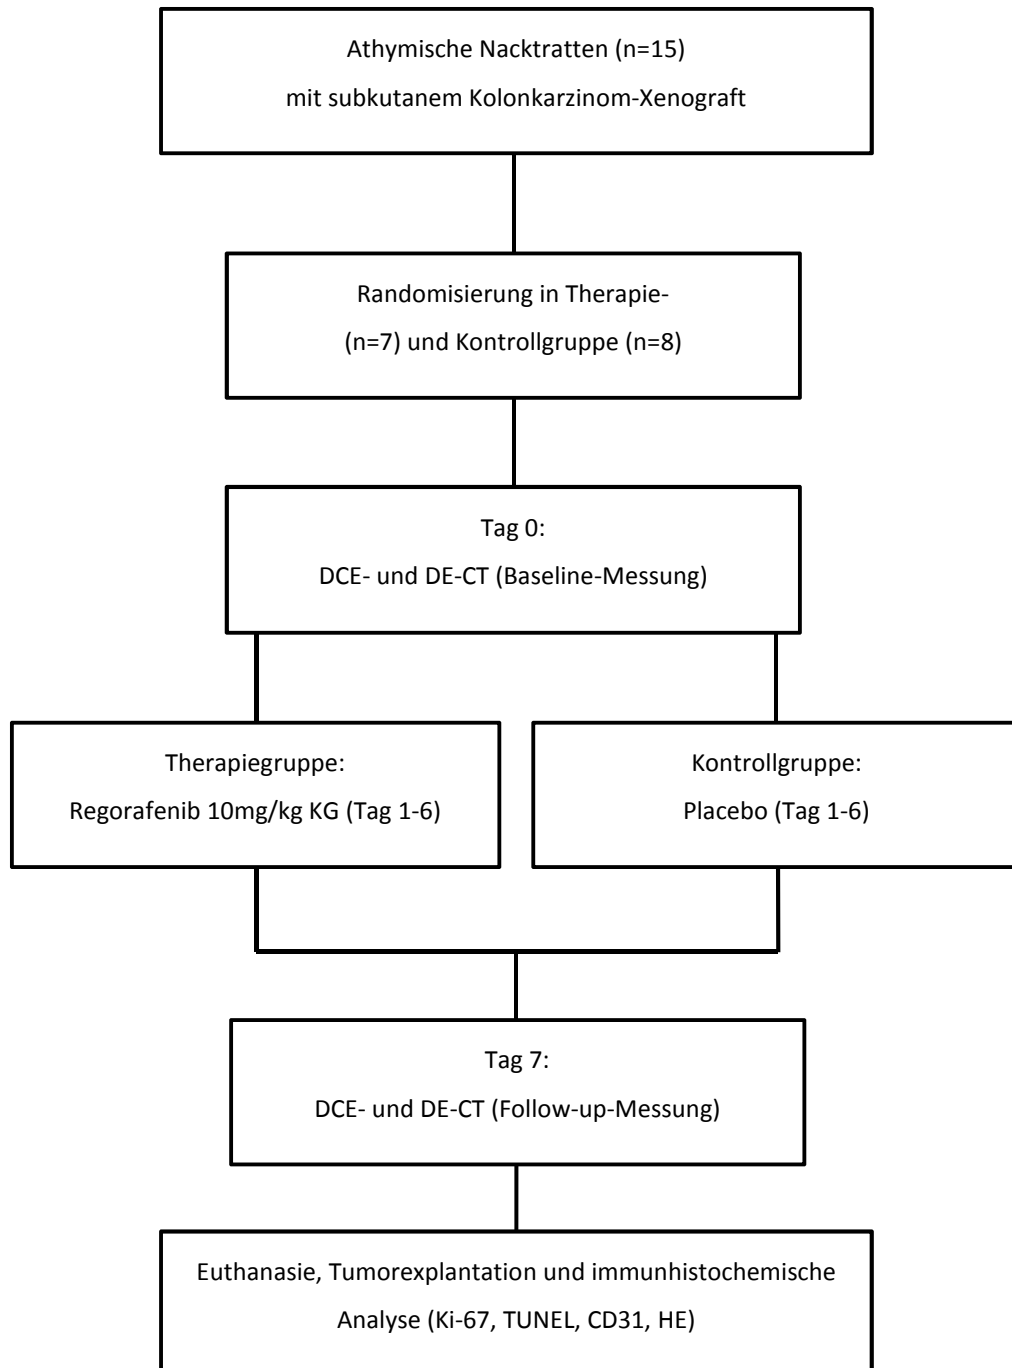 Athymische Nacktratten (n=15)
mit subkutanem Kolonkarzinom-Xenograft
Randomisierung in Therapie-
(n=7) und Kontrollgruppe (n=8)
Tag 0:
DCE- und DE-CT (Baseline-Messung)
Therapiegruppe:
Regorafenib 10mg/kg KG (Tag 1-6)
Kontrollgruppe:
Placebo (Tag 1-6)
Tag 7:
DCE- und DE-CT (Follow-up-Messung)
Euthanasie, Tumorexplantation und immunhistochemische
Analyse (Ki-67, TUNEL, CD31, HE)